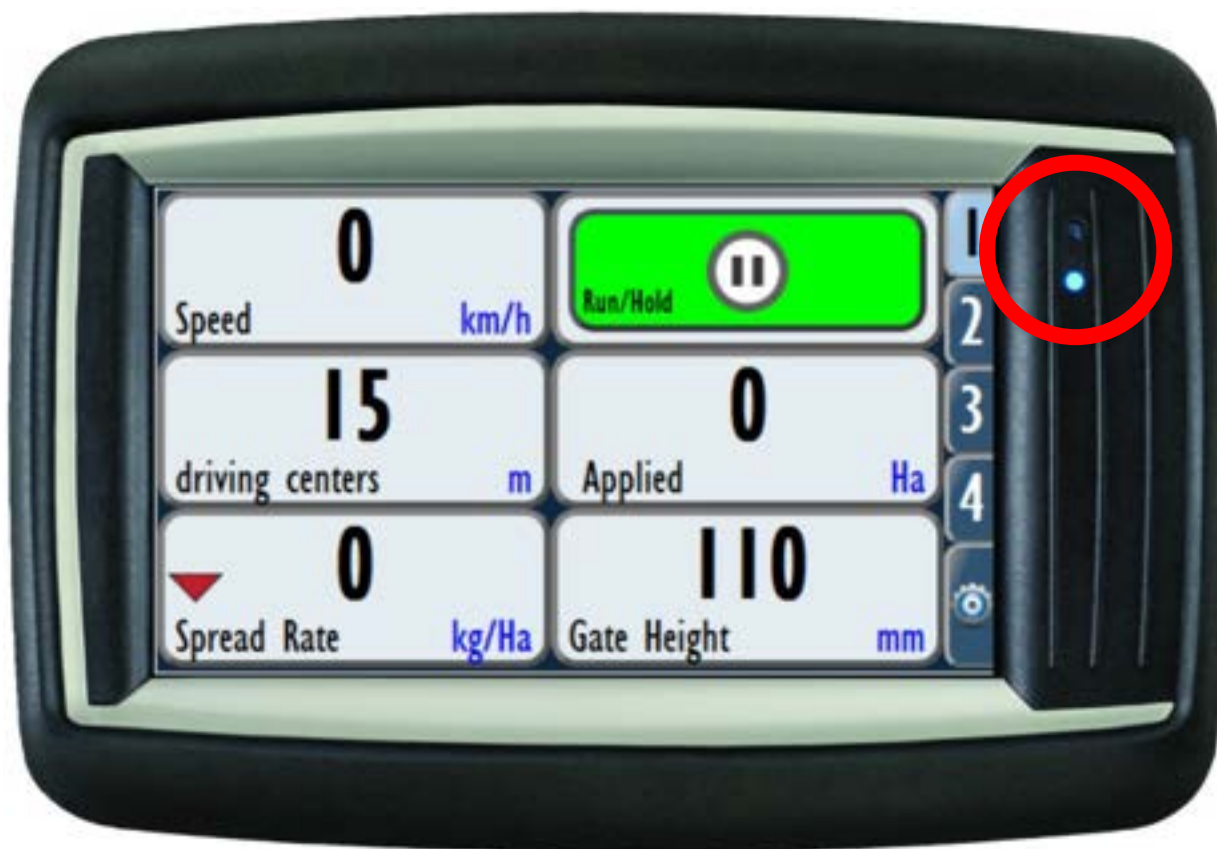 0
Speed km/h
Run/Hold
15
driving centers m
0
Applied Ha
0
Spread Rate kg/Ha
110
Gate Height mm
1
2
3
4